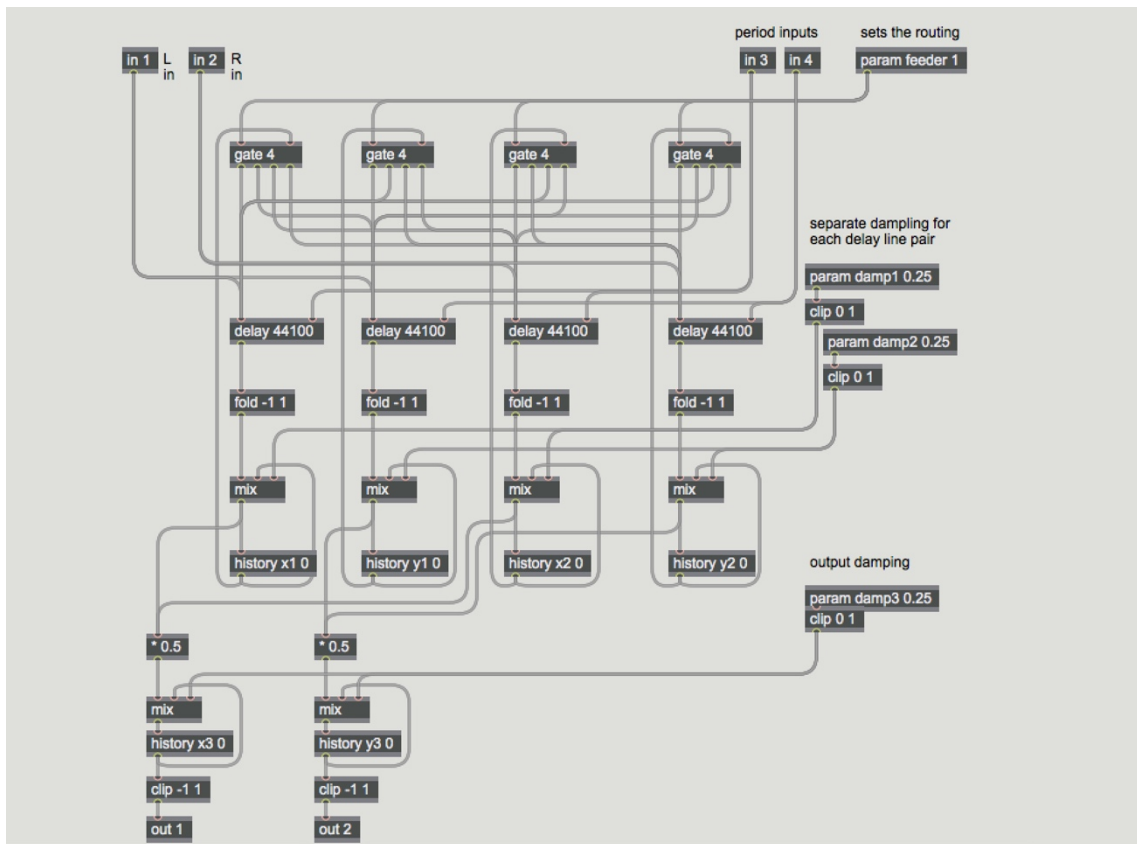 period inputs
sets the routing
in 1
L
in
in 2
R
in
in 3
in 4
param feeder 1
gate 4
gate 4
gate 4
gate 4
separate dampling for
each delay line pair
param damp1 0.25
clip 0 1
delay 44100
delay 44100
delay 44100
delay 44100
param damp2 0.25
clip 0 1
fold -1 1
fold -1 1
fold -1 1
fold -1 1
mix
mix
mix
mix
history x1 0
history y1 0
history x2 0
history y2 0
output damping
param damp3 0.25
clip 0 1
* 0.5
* 0.5
mix
mix
history x3 0
history y3 0
clip -1 1
clip -1 1
out 1
out 2